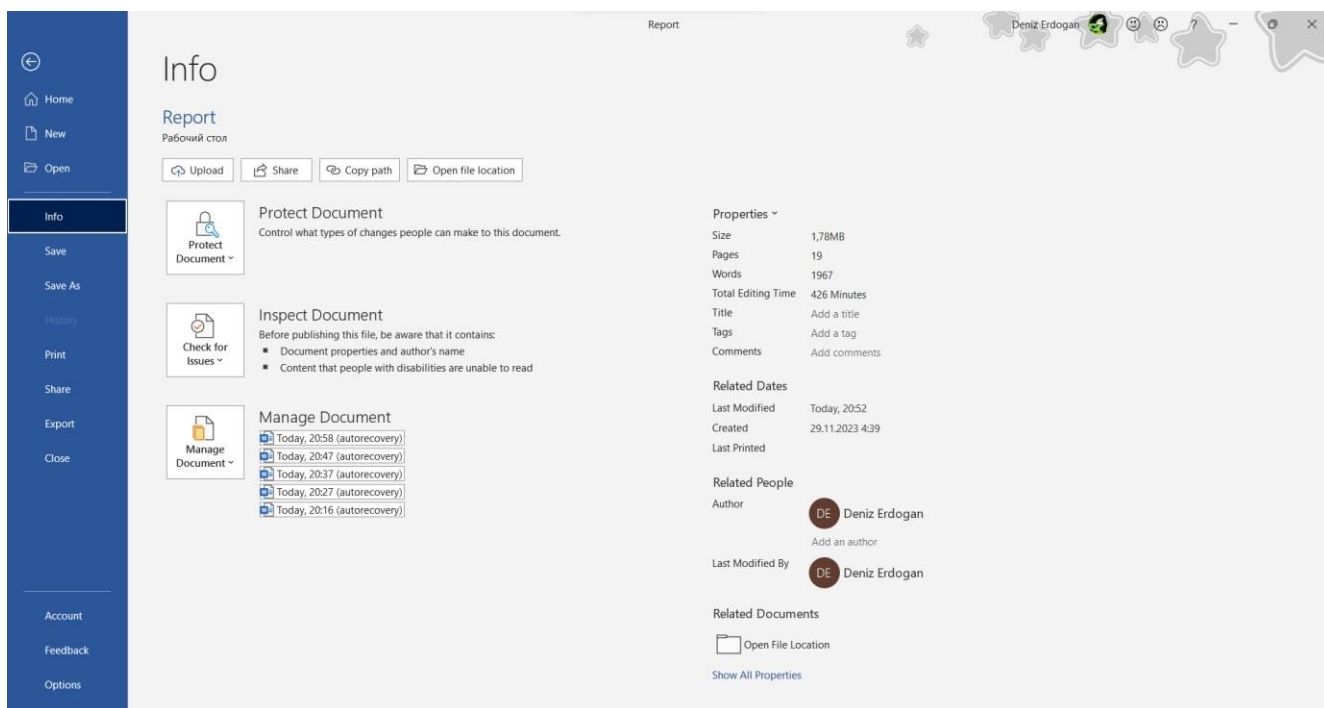 Report
Deniz Erdogan
?
Info
Home
New
Open
Info
Save
Save As
History
Print
Share
Export
Close
Account
Feedback
Options
Report
Рабочий стол
Upload
Share
Copy path
Open file location
Protect Document
Protect Document
Control what types of changes people can make to this document.
Check for Issues
Inspect Document
Before publishing this file, be aware that it contains:
Document properties and author's name
Content that people with disabilities are unable to read
Manage Document
Manage Document
Today, 20:58 (autorecovery)
Today, 20:47 (autorecovery)
Today, 20:37 (autorecovery)
Today, 20:27 (autorecovery)
Today, 20:16 (autorecovery)
Properties
Size 1,78MB
Pages 19
Words 1967
Total Editing Time 426 Minutes
Title Add a title
Tags Add a tag
Comments Add comments
Related Dates
Last Modified Today, 20:52
Created 29.11.2023 4:39
Last Printed
Related People
Author DE Deniz Erdogan
Add an author
Last Modified By DE Deniz Erdogan
Related Documents
Open File Location
Show All Properties